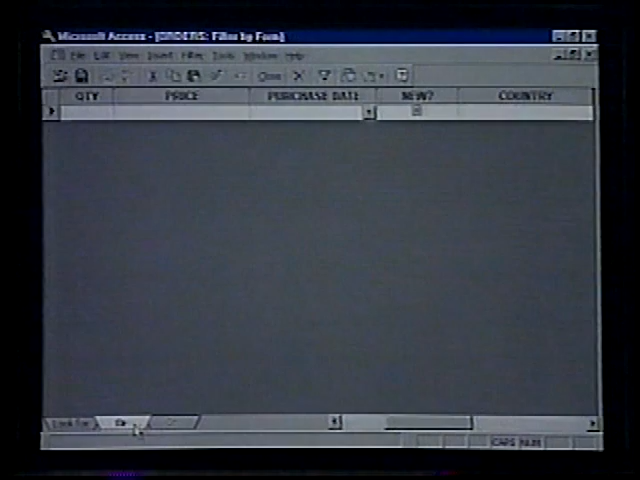 Microsoft Access - [ORDERS: Filter by Form]
File Edit View Insert Filter Tools Window Help
Close
QTY PRICE PURCHASE DATE NEW? COUNTRY
Look for Or Or
CAPS NUM